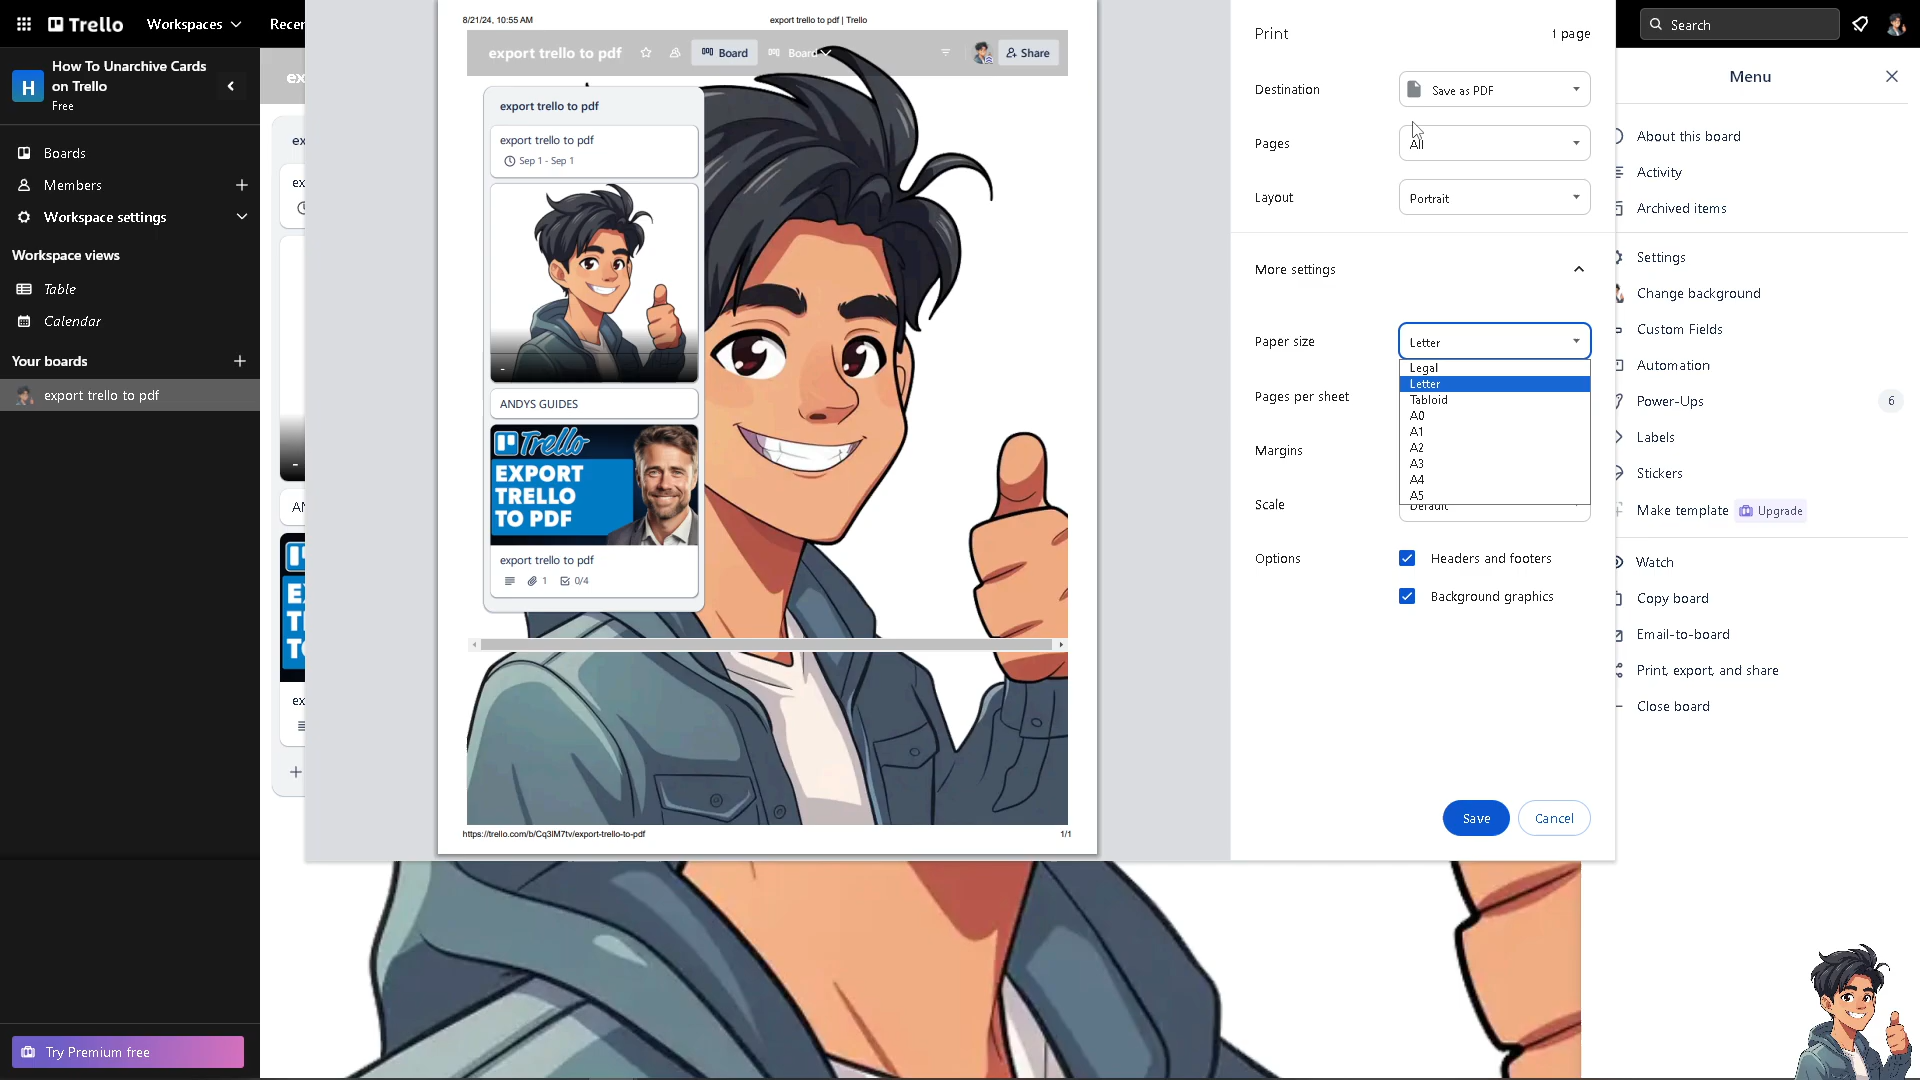 Trello
Workspaces
Recen
Search
How To Unarchive Cards
on Trello
Free
H
Boards
Members
Workspace settings
Workspace views
Table
Calendar
Your boards
export trello to pdf
Try Premium free
ex
ex
ex
-
AN
ex
8/21/24, 10:55 AM
export trello to pdf | Trello
export trello to pdf
Board
Board
Share
export trello to pdf
export trello to pdf
Sep 1 - Sep 1
-
ANDYS GUIDES
Trello
EXPORT
TRELLO
TO PDF
export trello to pdf
1
0/4
https://trello.com/b/Cq3lM7tv/export-trello-to-pdf
1/1
Print
1 page
Destination
Save as PDF
Pages
All
Layout
Portrait
More settings
Paper size
Letter
Legal
Letter
Tabloid
A0
A1
A2
A3
A4
A5
Pages per sheet
Margins
Scale
Default
Options
Headers and footers
Background graphics
Save
Cancel
Menu
About this board
Activity
Archived items
Settings
Change background
Custom Fields
Automation
Power-Ups
6
Labels
Stickers
Make template
Upgrade
Watch
Copy board
Email-to-board
Print, export, and share
Close board